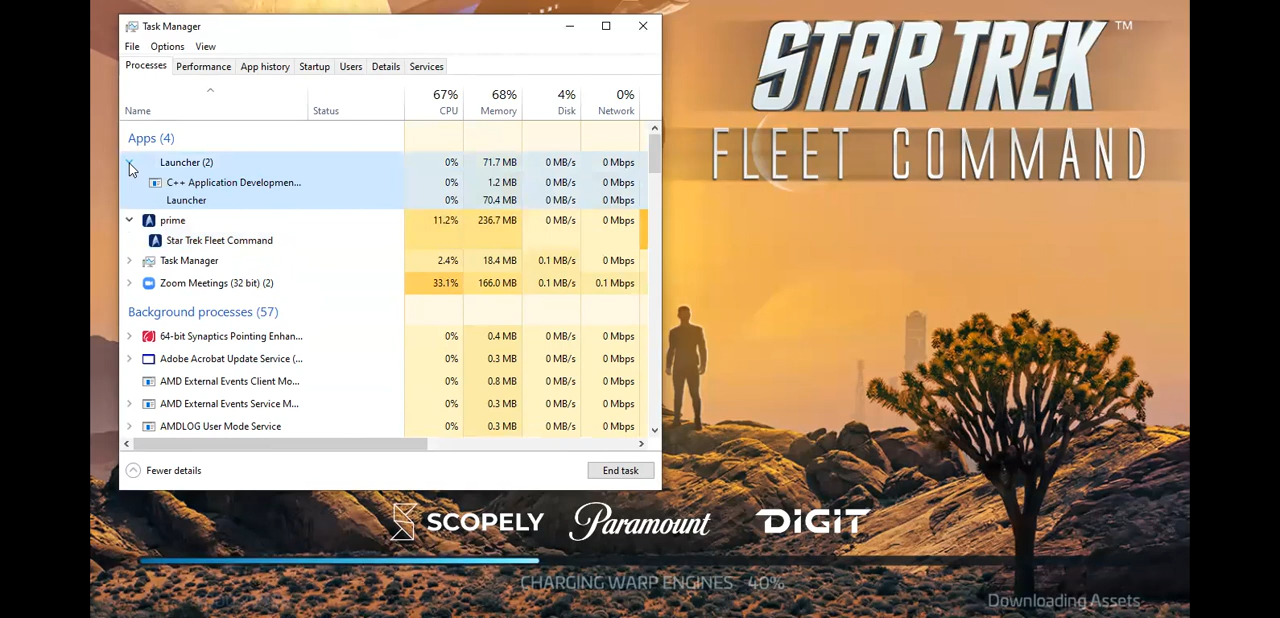 Task Manager
File Options View
Processes Performance App history Startup Users Details Services
67% 68% 4% 0%
Name Status CPU Memory Disk Network
Apps (4)
Launcher (2) 0% 71.7 MB 0 MB/s 0 Mbps
C++ Application Developmen... 0% 1.2 MB 0 MB/s 0 Mbps
Launcher 0% 70.4 MB 0 MB/s 0 Mbps
prime 11.2% 236.7 MB 0 MB/s 0 Mbps
Star Trek Fleet Command
Task Manager 2.4% 18.4 MB 0.1 MB/s 0 Mbps
Zoom Meetings (32 bit) (2) 33.1% 166.0 MB 0.1 MB/s 0.1 Mbps
Background processes (57)
64-bit Synaptics Pointing Enhan... 0% 0.4 MB 0 MB/s 0 Mbps
Adobe Acrobat Update Service (... 0% 0.3 MB 0 MB/s 0 Mbps
AMD External Events Client Mo... 0% 0.8 MB 0 MB/s 0 Mbps
AMD External Events Service M... 0% 0.3 MB 0 MB/s 0 Mbps
AMDLOG User Mode Service 0% 0.3 MB 0 MB/s 0 Mbps
Fewer details End task
STAR TREK™
FLEET COMMAND
SCOPELY Paramount DiGiT
CHARGING WARP ENGINES 40%
Downloading Assets